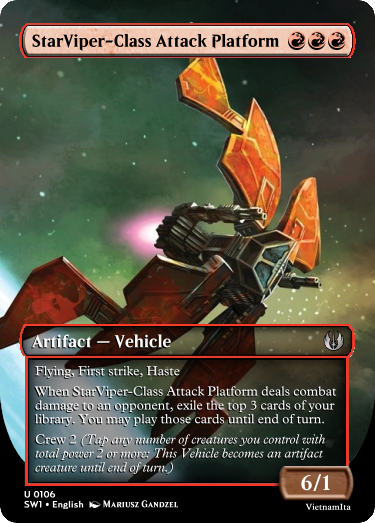 StarViper-Class Attack Platform
Artifact — Vehicle
Flying, First strike, Haste
When StarViper-Class Attack Platform deals combat
damage to an opponent, exile the top 3 cards of your
library. You may play those cards until end of turn.
Crew 2 (Tap any number of creatures you control with
total power 2 or more: This Vehicle becomes an artifact
creature until end of turn.)
6/1
U 0106
SW1 • English Mariusz Gandzel
VietnamIta